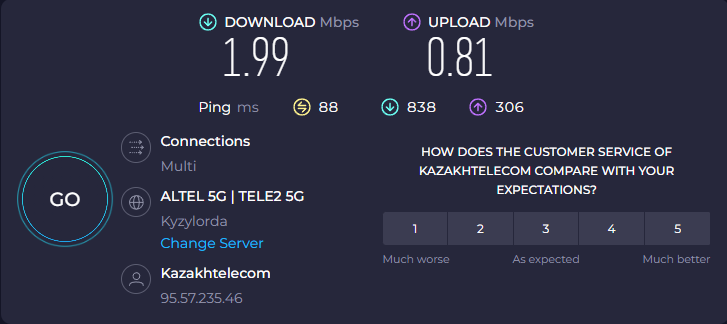 DOWNLOAD Mbps
UPLOAD Mbps
1.99
0.81
Ping ms 88 838 306
Connections
Multi
GO
ALTEL 5G | TELE2 5G
Kyzylorda
Change Server
Kazakhtelecom
95.57.235.46
HOW DOES THE CUSTOMER SERVICE OF
KAZAKHTELECOM COMPARE WITH YOUR
EXPECTATIONS?
1 2 3 4 5
Much worse As expected Much better